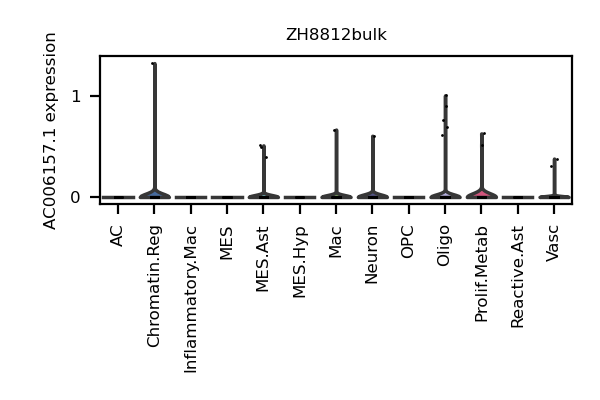 ZH8812bulk
AC006157.1 expression
1
0
AC
Chromatin.Reg
Inflammatory.Mac
MES
MES.Ast
MES.Hyp
Mac
Neuron
OPC
Oligo
Prolif.Metab
Reactive.Ast
Vasc